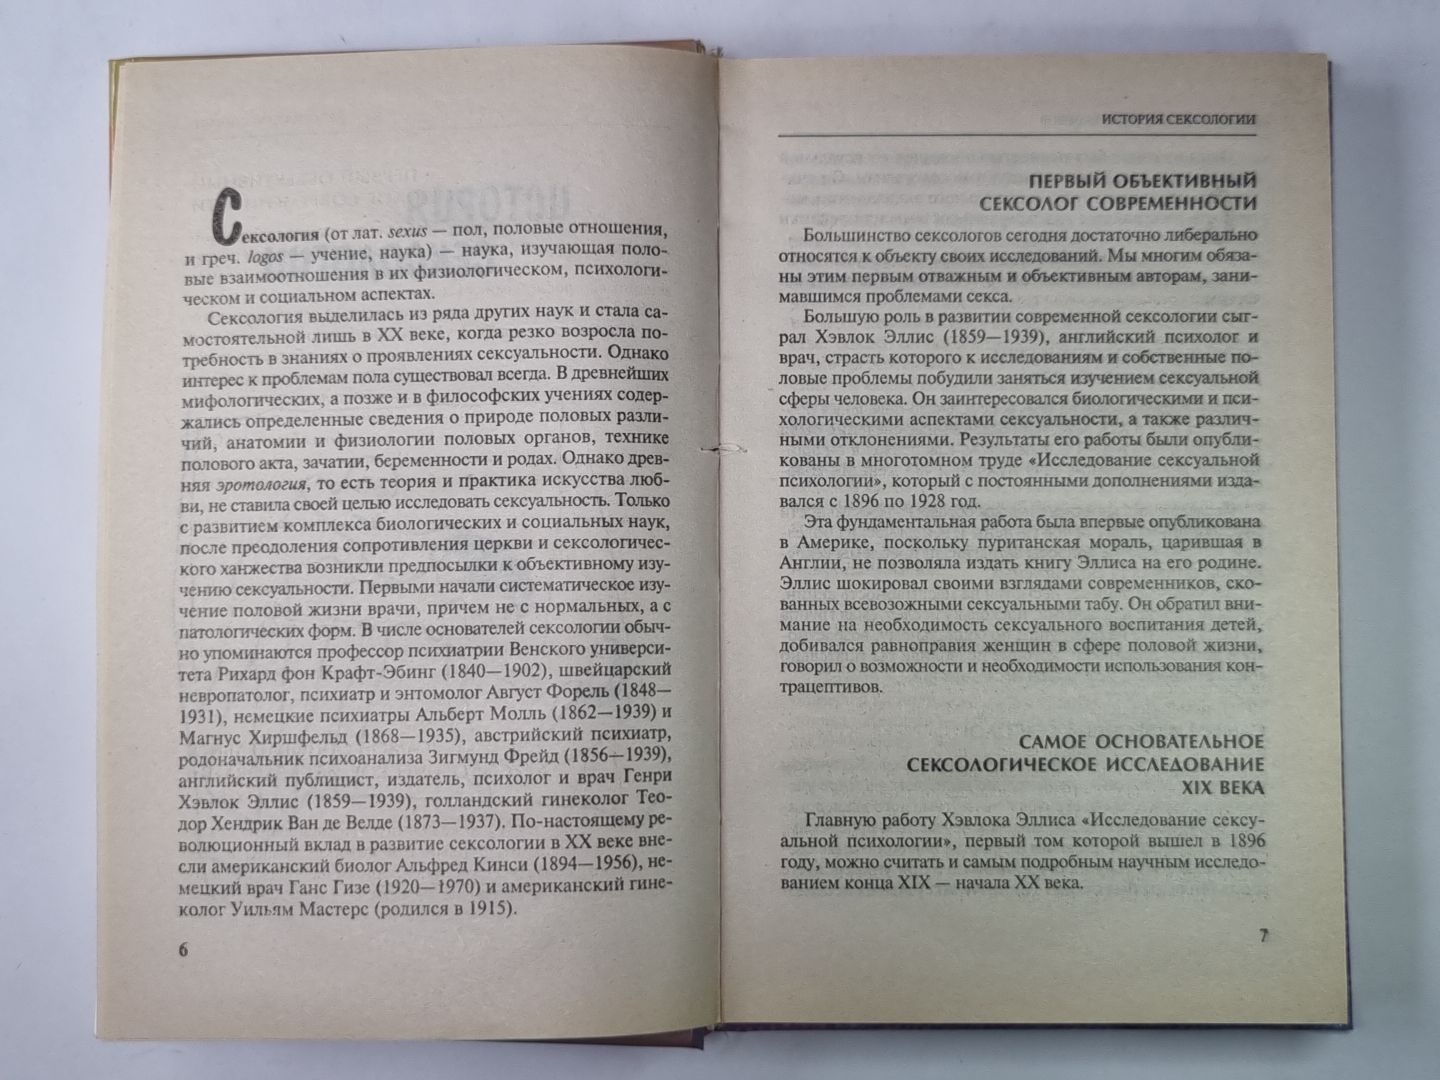 Сексология (от лат. sexus — пол, половые отношения,
и греч. logos — учение, наука) — наука, изучающая поло-
вые взаимоотношения в их физиологическом, психологи-
ческом и социальном аспектах.
Сексология выделилась из ряда других наук и стала са-
мостоятельной лишь в XX веке, когда резко возросла по-
требность в знаниях о проявлениях сексуальности. Однако
интерес к проблемам пола существовал всегда. В древнейших
мифологических, а позже и в философских учениях содер-
жались определенные сведения о природе половых разли-
чий, анатомии и физиологии половых органов, технике
полового акта, зачатии, беременности и родах. Однако древ-
няя эротология, то есть теория и практика искусства люб-
ви, не ставила своей целью исследовать сексуальность. Только
с развитием комплекса биологических и социальных наук,
после преодоления сопротивления церкви и сексологичес-
кого ханжества возникли предпосылки к объективному изу-
чению сексуальности. Первыми начали систематическое изу-
чение половой жизни врачи, причем не с нормальных, а с
патологических форм. В числе основателей сексологии обыч-
но упоминаются профессор психиатрии Венского универси-
тета Рихард фон Крафт-Эбинг (1840—1902), швейцарский
невропатолог, психиатр и энтомолог Август Форель (1848—
1931), немецкие психиатры Альберт Молль (1862—1939) и
Магнус Хиршфельд (1868—1935), австрийский психиатр,
родоначальник психоанализа Зигмунд Фрейд (1856—1939),
английский публицист, издатель, психолог и врач Генри
Хэвлок Эллис (1859—1939), голландский гинеколог Тео-
дор Хендрик Ван де Велде (1873—1937). По-настоящему ре-
волюционный вклад в развитие сексологии в XX веке вне-
сли американский биолог Альфред Кинси (1894—1956), не-
мецкий врач Ганс Гизе (1920—1970) и американский гине-
колог Уильям Мастерс (родился в 1915).
6
ИСТОРИЯ СЕКСОЛОГИИ
ПЕРВЫЙ ОБЪЕКТИВНЫЙ
СЕКСОЛОГ СОВРЕМЕННОСТИ
Большинство сексологов сегодня достаточно либерально
относятся к объекту своих исследований. Мы многим обяза-
ны этим первым отважным и объективным авторам, зани-
мавшимся проблемами секса.
Большую роль в развитии современной сексологии сыг-
рал Хэвлок Эллис (1859—1939), английский психолог и
врач, страсть которого к исследованиям и собственные по-
ловые проблемы побудили заняться изучением сексуальной
сферы человека. Он заинтересовался биологическими и пси-
хологическими аспектами сексуальности, а также различ-
ными отклонениями. Результаты его работы были опубли-
кованы в многотомном труде «Исследование сексуальной
психологии», который с постоянными дополнениями изда-
вался с 1896 по 1928 год.
Эта фундаментальная работа была впервые опубликована
в Америке, поскольку пуританская мораль, царившая в
Англии, не позволяла издать книгу Эллиса на его родине.
Эллис шокировал своими взглядами современников, ско-
ванных всевозможными сексуальными табу. Он обратил вни-
мание на необходимость сексуального воспитания детей,
добивался равноправия женщин в сфере половой жизни,
говорил о возможности и необходимости использования кон-
трацептивов.
САМОЕ ОСНОВАТЕЛЬНОЕ
СЕКСОЛОГИЧЕСКОЕ ИССЛЕДОВАНИЕ
XIX ВЕКА
Главную работу Хэвлока Эллиса «Исследование сексу-
альной психологии», первый том которой вышел в 1896
году, можно считать и самым подробным научным исследо-
ванием конца XIX — начала XX века.
7